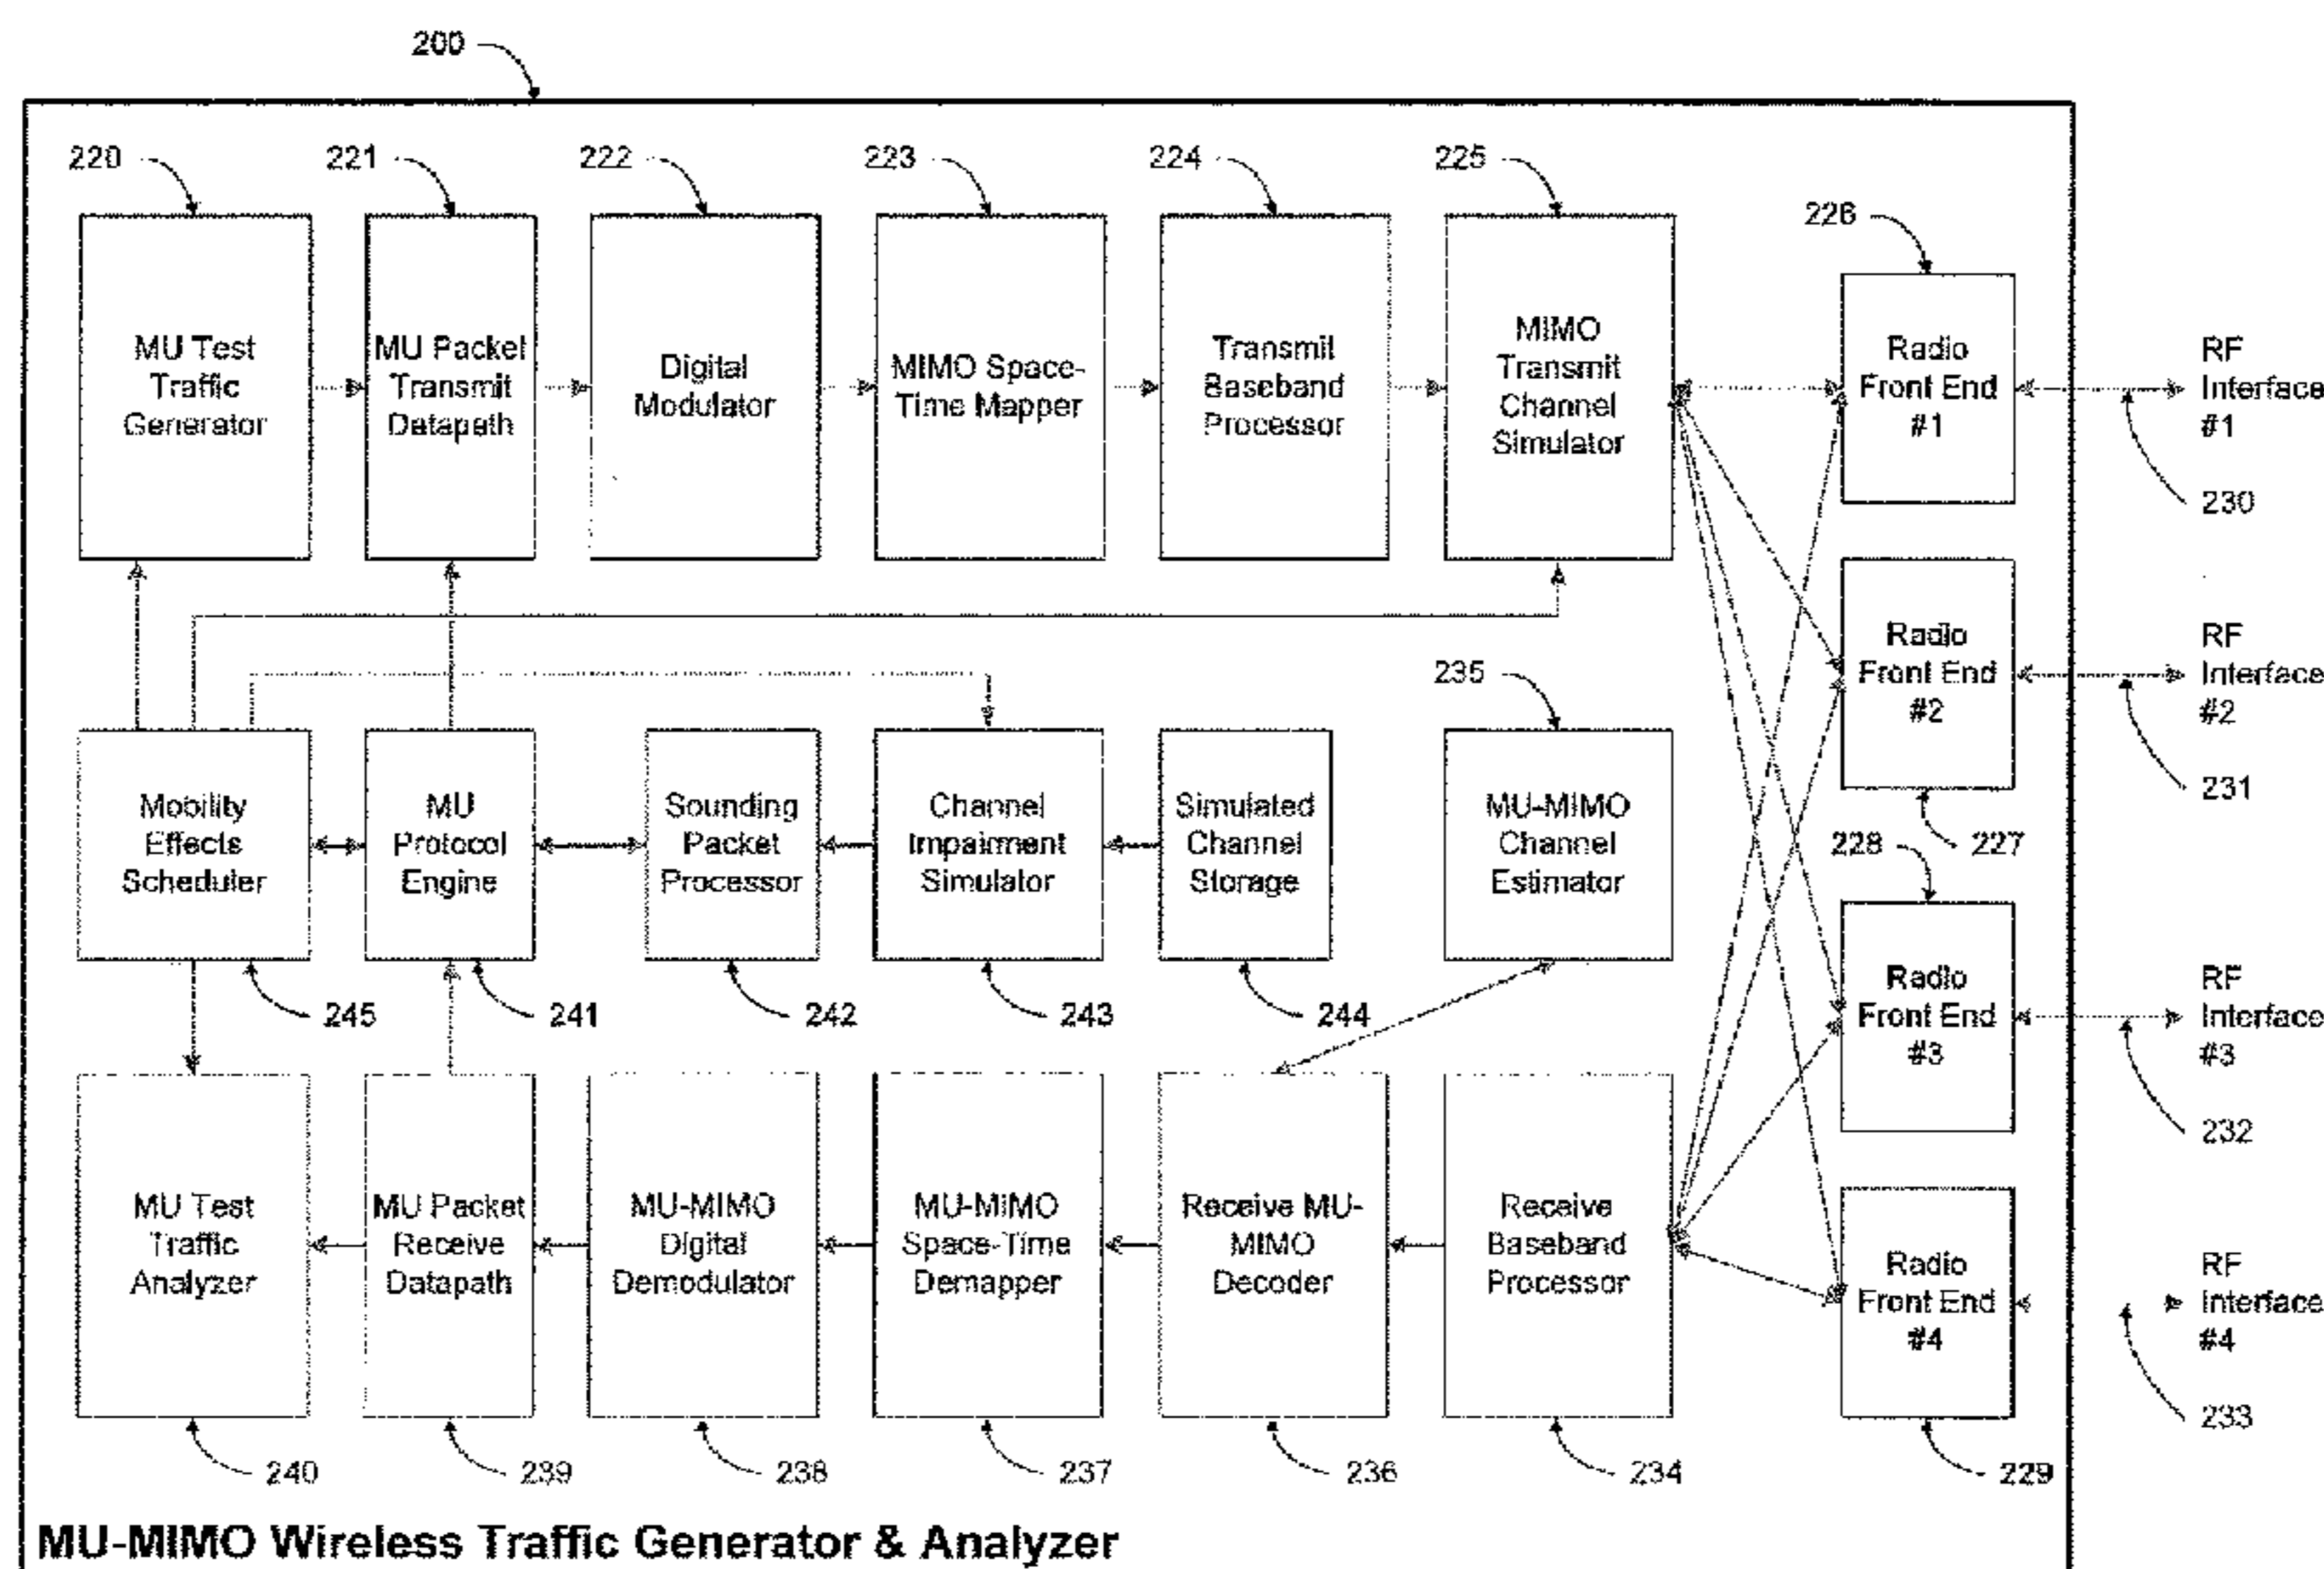 200
220
221
222
223
224
225
226
MU Test
Traffic
Generator
MU Packet
Transmit
Datapath
Digital
Modulator
MIMO Space-
Time Mapper
Transmit
Baseband
Processor
MIMO
Transmit
Channel
Simulator
Radio
Front End
#1
RF
Interface
#1
230
Radio
Front End
#2
RF
Interface
#2
231
227
235
Mobility
Effects
Scheduler
MU
Protocol
Engine
Sounding
Packet
Processor
Channel
Impairment
Simulator
Simulated
Channel
Storage
MU-MIMO
Channel
Estimator
228
245
241
242
243
244
Radio
Front End
#3
RF
Interface
#3
232
MU Test
Traffic
Analyzer
MU Packet
Receive
Datapath
MU-MIMO
Digital
Demodulator
MU-MIMO
Space-Time
Demapper
Receive MU-
MIMO
Decoder
Receive
Baseband
Processor
Radio
Front End
#4
RF
Interface
#4
233
240
239
238
237
236
234
229
MU-MIMO Wireless Traffic Generator & Analyzer